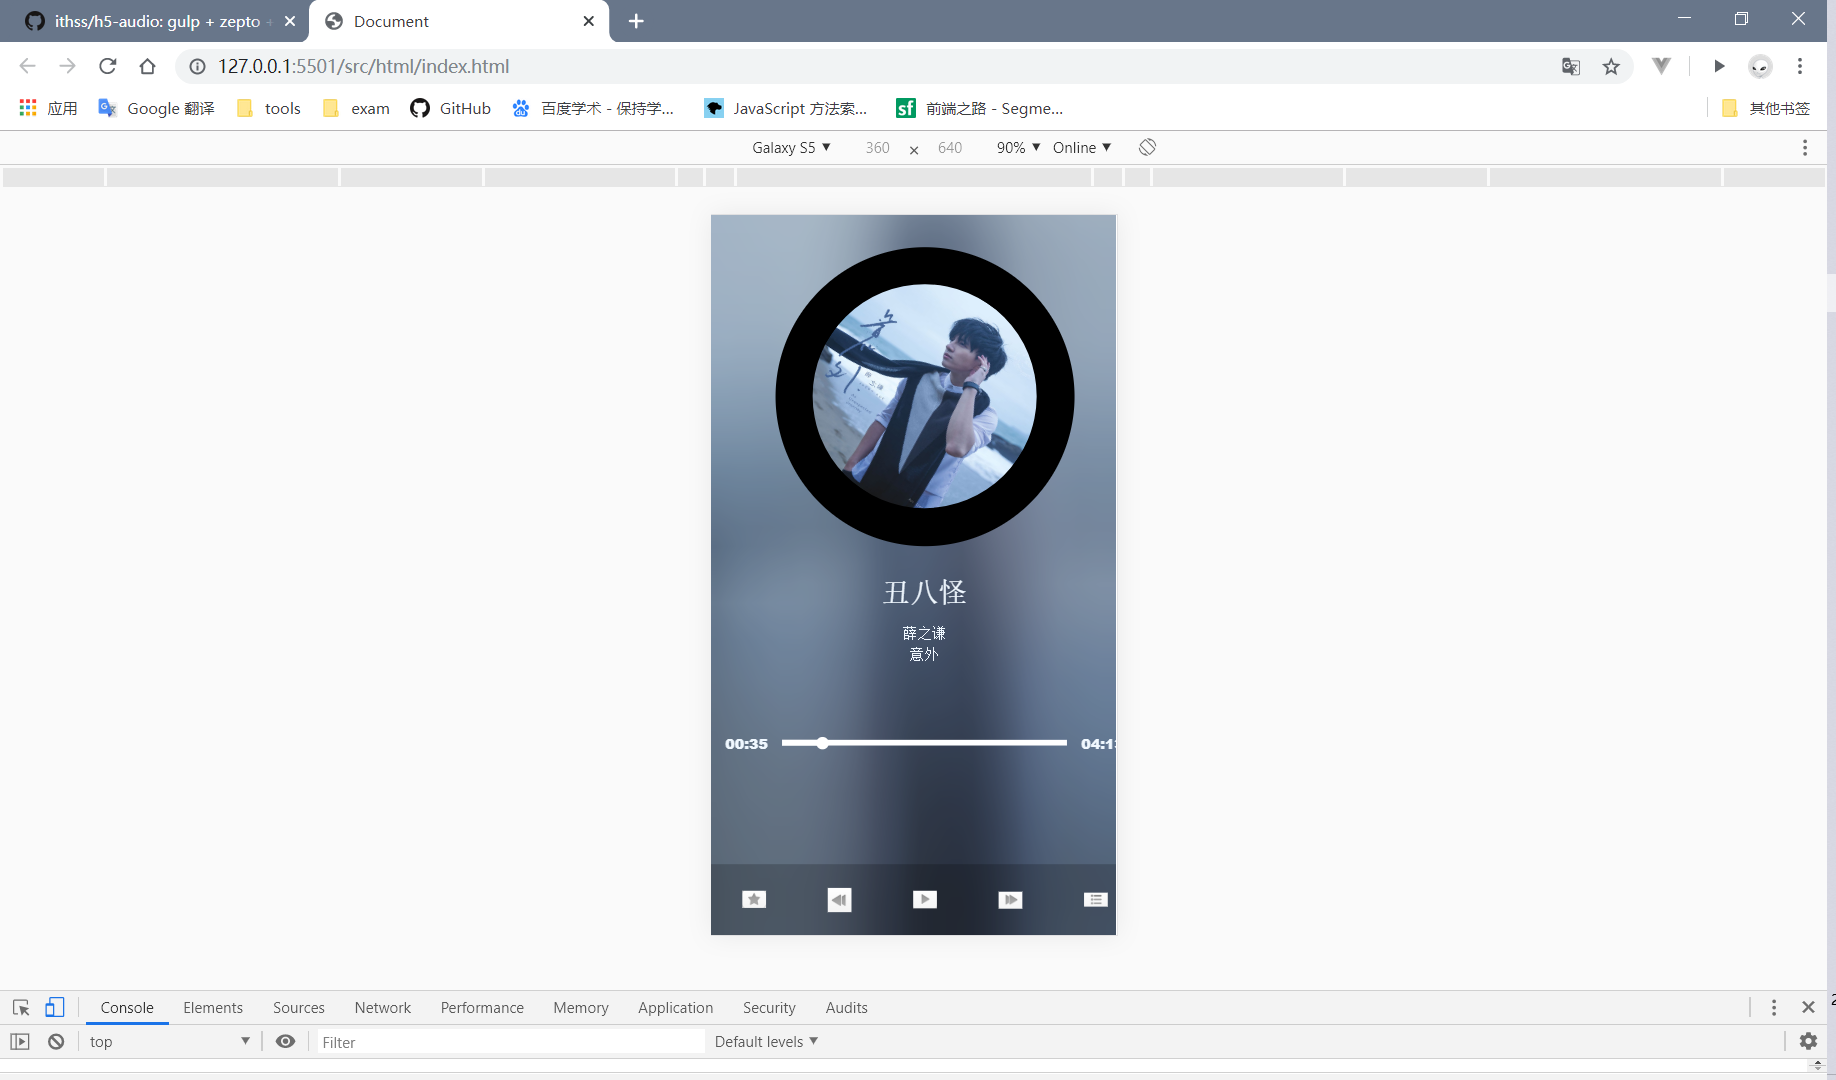 ithss/h5-audio: gulp + zepto
Document
127.0.0.1:5501/src/html/index.html
应用
Google 翻译
tools
exam
GitHub
百度学术 - 保持学...
JavaScript 方法索...
前端之路 - Segme...
其他书签
Galaxy S5 360 × 640 90% Online
丑八怪
薛之谦
意外
00:35
04:1
Console Elements Sources Network Performance Memory Application Security Audits
top
Filter
Default levels